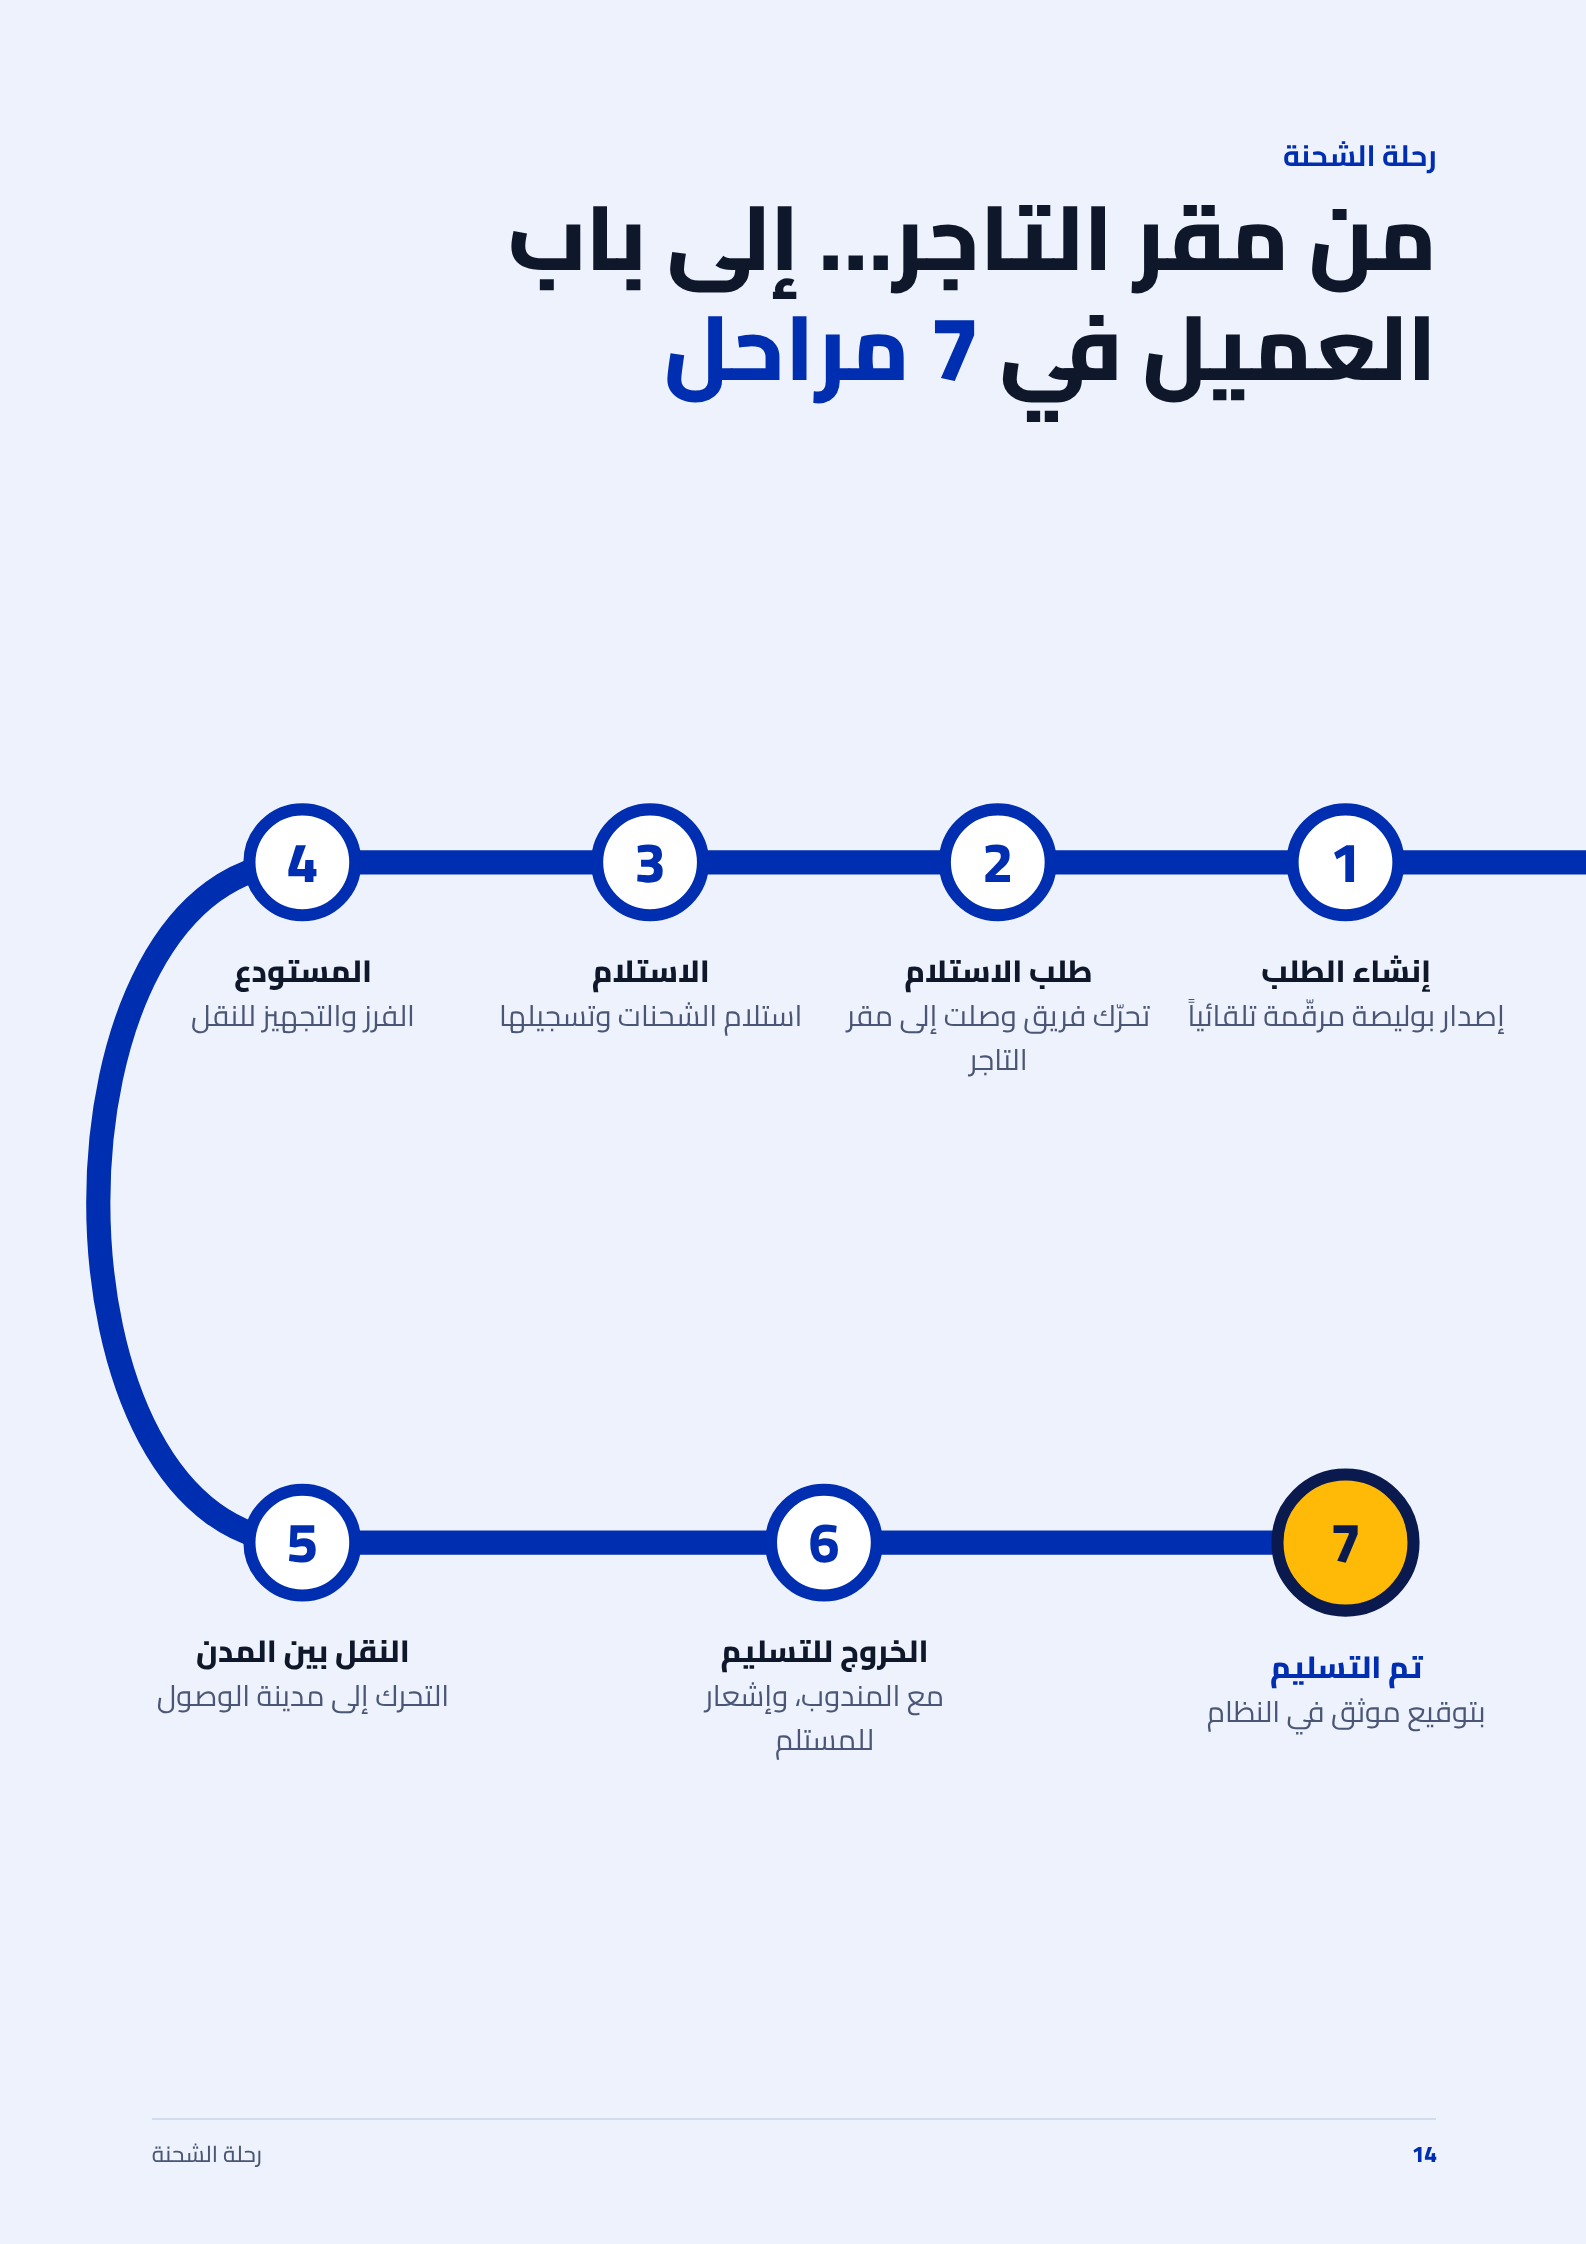 رحلة الشحنة
من مقر التاجر... إلى باب
العميل في 7 مراحل
1
إنشاء الطلب
إصدار بوليصة مرقّمة تلقائياً
2
طلب الاستلام
تحرّك فريق وصلت إلى مقر
التاجر
3
الاستلام
استلام الشحنات وتسجيلها
4
المستودع
الفرز والتجهيز للنقل
5
النقل بين المدن
التحرك إلى مدينة الوصول
6
الخروج للتسليم
مع المندوب، وإشعار
للمستلم
7
تم التسليم
بتوقيع موثق في النظام
14
رحلة الشحنة